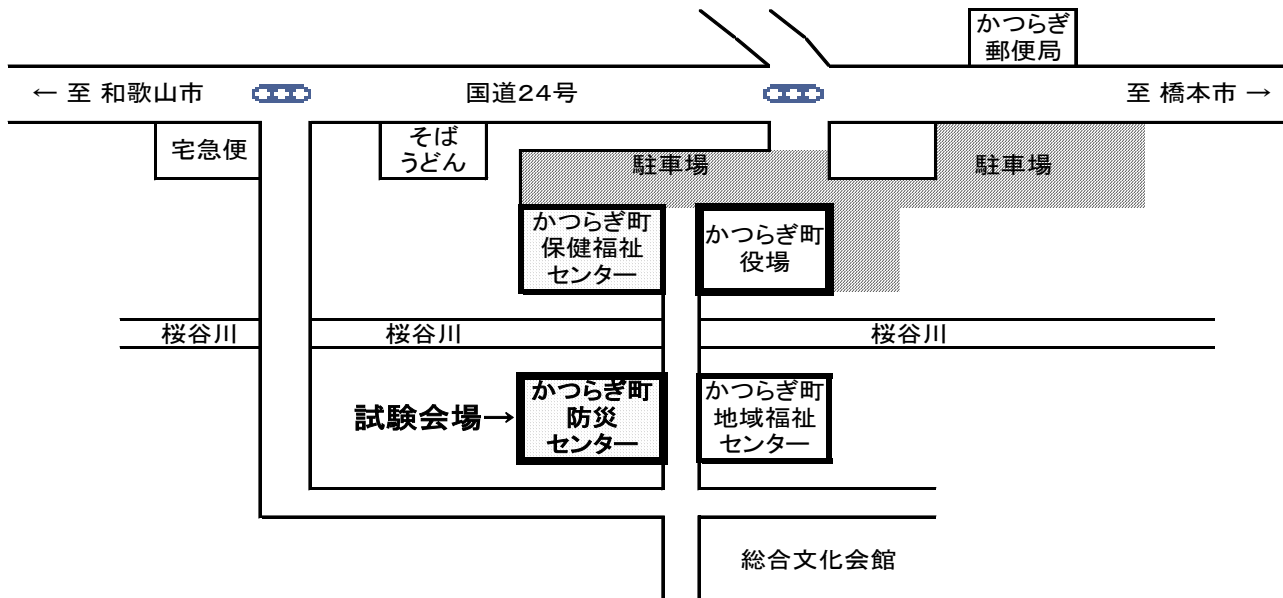 かつらぎ
郵便局
← 至 和歌山市
国道24号
至 橋本市 →
宅急便
そば
うどん
駐車場
駐車場
かつらぎ町
保健福祉
センター
かつらぎ町
役場
桜谷川
桜谷川
桜谷川
試験会場→
かつらぎ町
防災
センター
かつらぎ町
地域福祉
センター
総合文化会館